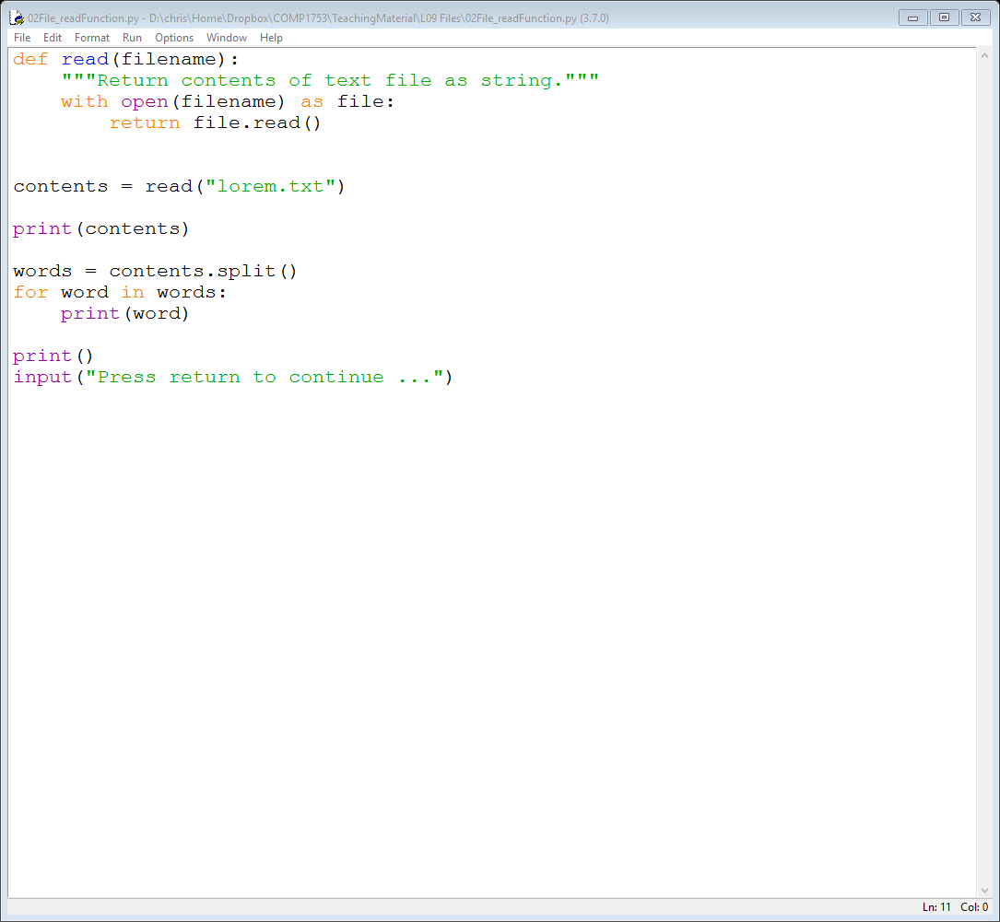 02File_readFunction.py - D:\chris\Home\Dropbox\COMP1753\TeachingMaterial\L09 Files\02File_readFunction.py (3.7.0)
File Edit Format Run Options Window Help
def read(filename):
    """Return contents of text file as string."""
    with open(filename) as file:
        return file.read()
contents = read("lorem.txt")
print(contents)
words = contents.split()
for word in words:
    print(word)
print()
input("Press return to continue ...")
Ln: 11 Col: 0